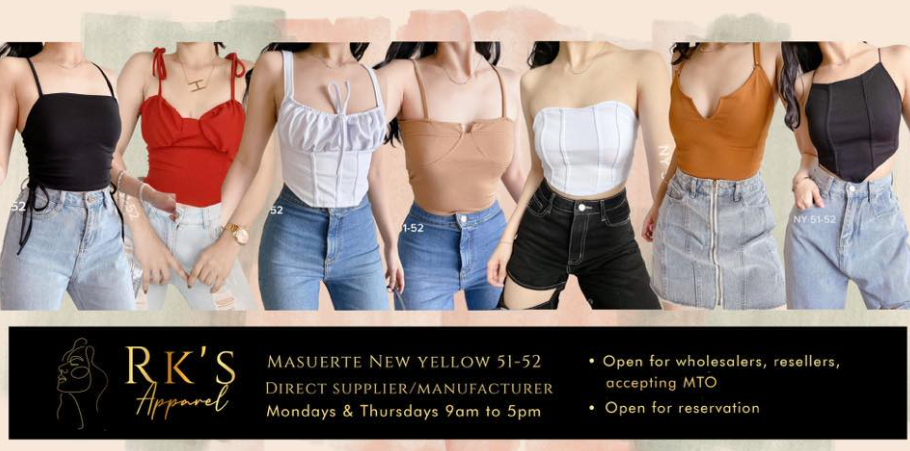 52
52
1-52
NY 51-52
RK'S
Apparel
MASUERTE NEW YELLOW 51-52
DIRECT SUPPLIER/MANUFACTURER
Mondays & Thursdays 9am to 5pm
• Open for wholesalers, resellers,
accepting MTO
• Open for reservation